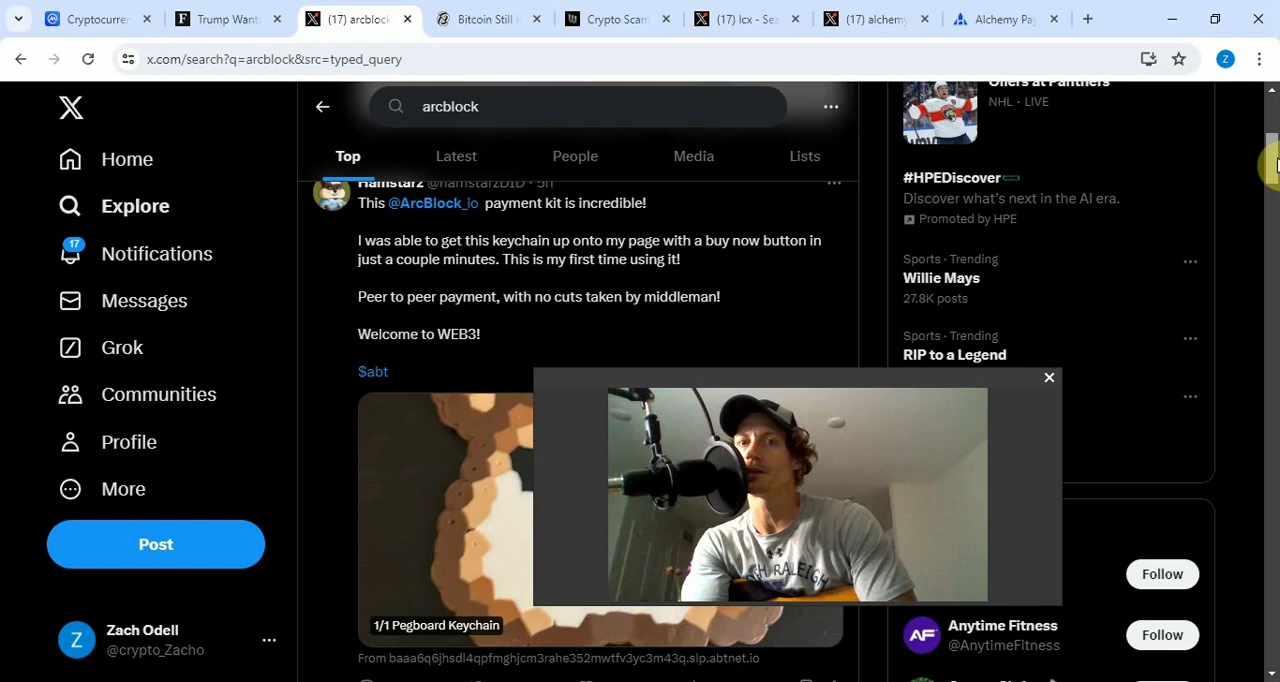 Cryptocurren
Trump Wants
(17) arcblock
Bitcoin Still
Crypto Scam
(17) lcx - Sea
(17) alchemy
Alchemy Pay
x.com/search?q=arcblock&src=typed_query
Z
Home
Explore
17
Notifications
Messages
Grok
Communities
Profile
More
Post
Z
Zach Odell
@crypto_Zacho
arcblock
Top
Latest
People
Media
Lists
Hamstarz @hamstarzDID · 5h
This @ArcBlock_io payment kit is incredible!
I was able to get this keychain up onto my page with a buy now button in
just a couple minutes. This is my first time using it!
Peer to peer payment, with no cuts taken by middleman!
Welcome to WEB3!
$abt
1/1 Pegboard Keychain
From baaa6q6jhsdl4qpfmghjcm3rahe352mwtfv3yc3m43q.slp.abtnet.io
Oilers at Panthers
NHL · LIVE
#HPEDiscover
Discover what's next in the AI era.
Promoted by HPE
Sports · Trending
Willie Mays
27.8K posts
Sports · Trending
RIP to a Legend
RALEIGH
Follow
AF
Anytime Fitness
@AnytimeFitness
Follow